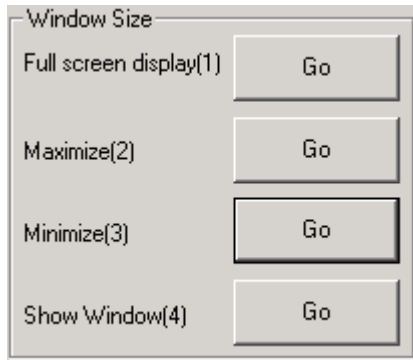 Window Size
Full screen display(1) Go
Maximize(2) Go
Minimize(3) Go
Show Window(4) Go